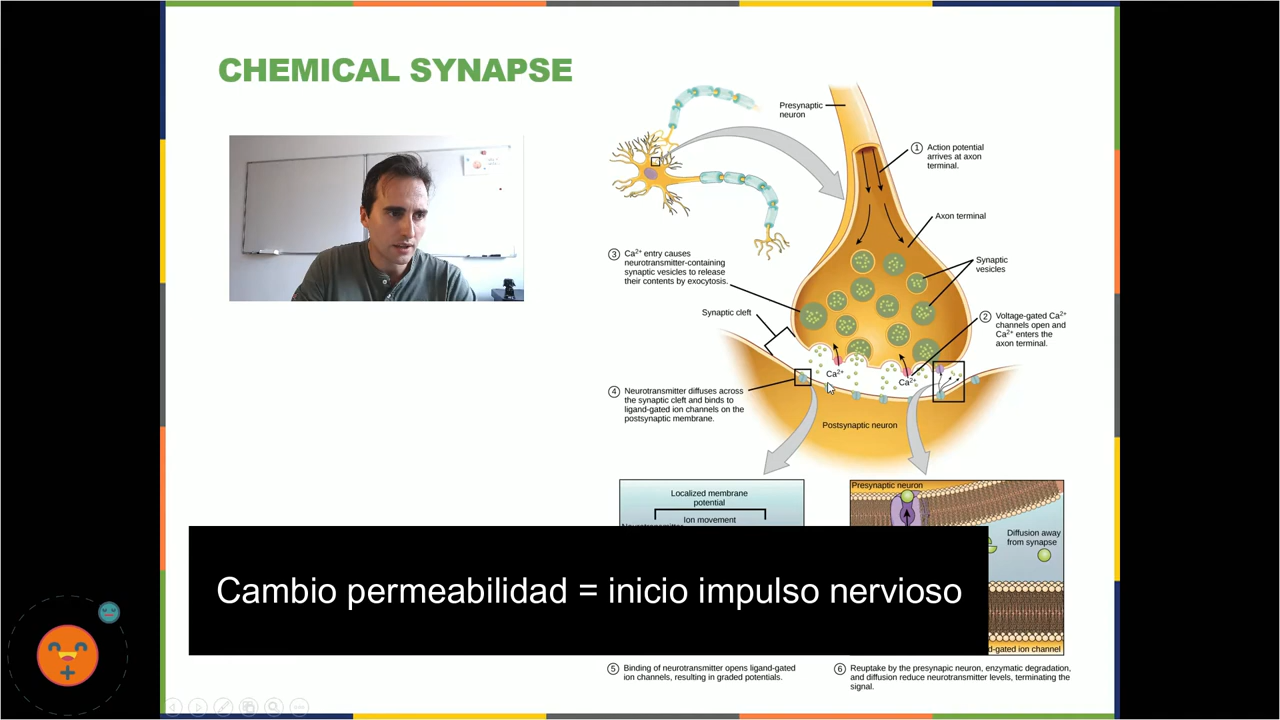 CHEMICAL SYNAPSE
Presynaptic
neuron
1 Action potential
arrives at axon
terminal.
Axon terminal
3 Ca2+ entry causes
neurotransmitter-containing
synaptic vesicles to release
their contents by exocytosis.
Synaptic
vesicles
Synaptic cleft
2 Voltage-gated Ca2+
channels open and
Ca2+ enters the
axon terminal.
Ca2+
Ca2+
4 Neurotransmitter diffuses across
the synaptic cleft and binds to
ligand-gated ion channels on the
postsynaptic membrane.
Postsynaptic neuron
Localized membrane
potential
Ion movement
Presynaptic neuron
Diffusion away
from synapse
d-gated ion channel
Cambio permeabilidad = inicio impulso nervioso
5 Binding of neurotransmitter opens ligand-gated
ion channels, resulting in graded potentials.
6 Reuptake by the presynapic neuron, enzymatic degradation,
and diffusion reduce neurotransmitter levels, terminating the
signal.